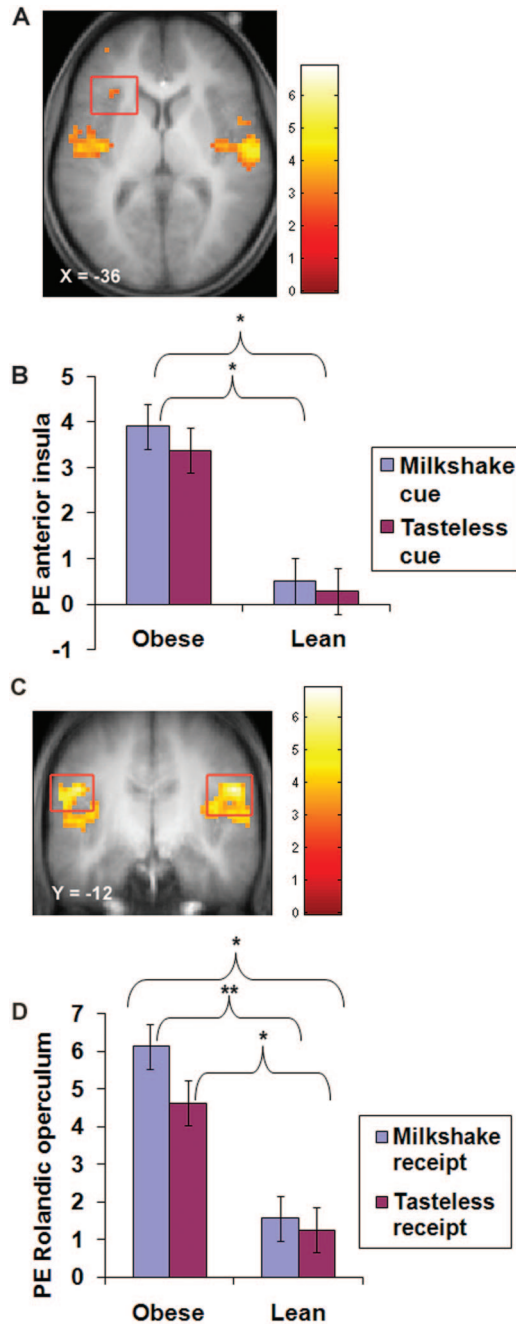 A
6
5
4
3
2
1
0
X = -36
*
*
B
5
4
3
2
1
0
-1
PE anterior insula
Milkshake
cue
Tasteless
cue
Obese
Lean
C
6
5
4
3
2
1
0
Y = -12
*
**
*
D
7
6
5
4
3
2
1
0
PE Rolandic operculum
Milkshake
receipt
Tasteless
receipt
Obese
Lean